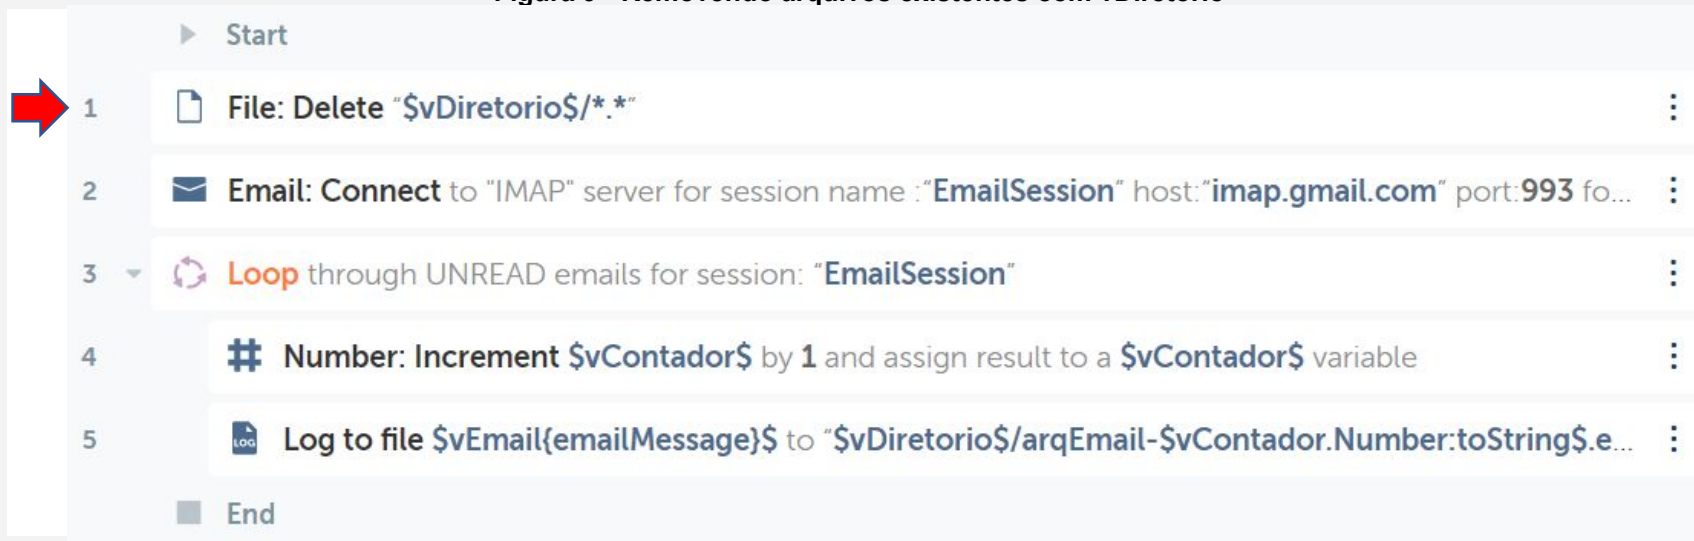 Start
1 File: Delete “$vDiretorio$/*.*”
2 Email: Connect to "IMAP" server for session name :“EmailSession” host:“imap.gmail.com” port:993 fo...
3 Loop through UNREAD emails for session: “EmailSession”
4 Number: Increment $vContador$ by 1 and assign result to a $vContador$ variable
5 LOG Log to file $vEmail{emailMessage}$ to “$vDiretorio$/arqEmail-$vContador.Number:toString$.e...
End